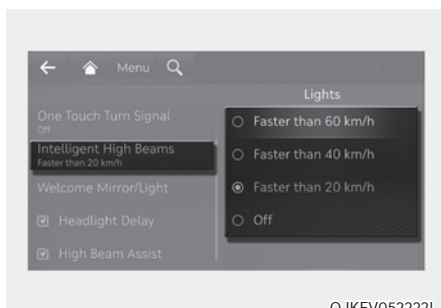 Menu
Lights
One Touch Turn Signal
Off
Intelligent High Beams
Faster than 20 km/h
Welcome Mirror/Light
Headlight Delay
High Beam Assist
Faster than 60 km/h
Faster than 40 km/h
Faster than 20 km/h
Off